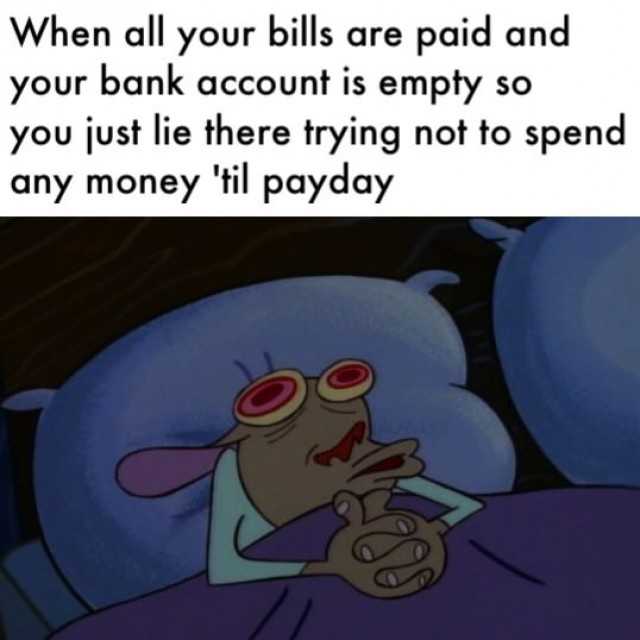 When all your bills are paid and
your bank account is empty so
you just lie there trying not to spend
any money 'til payday